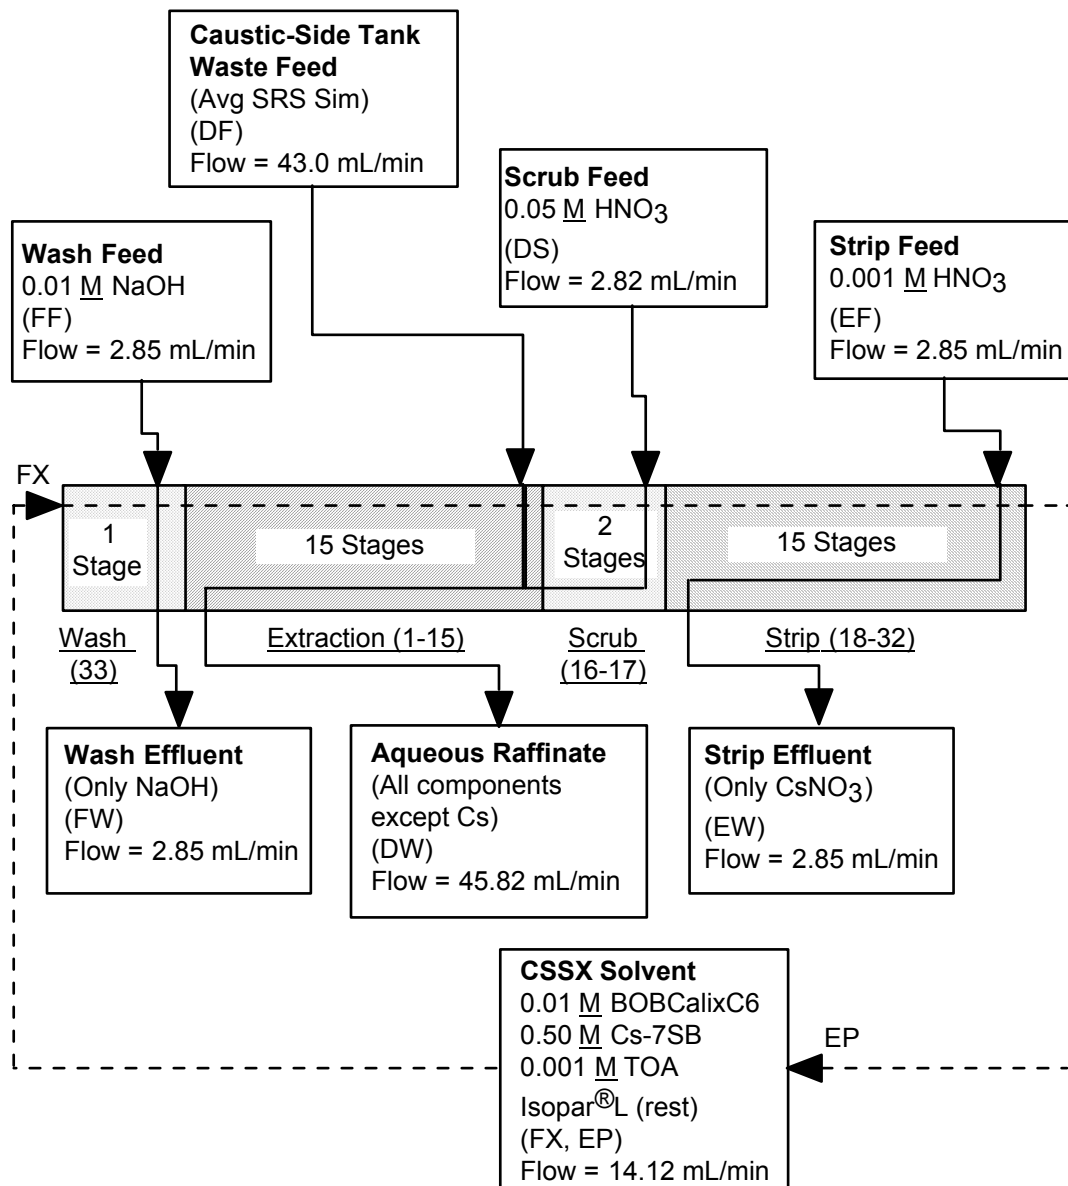 Caustic-Side Tank
Waste Feed
(Avg SRS Sim)
(DF)
Flow = 43.0 mL/min
Scrub Feed
0.05 M HNO3
(DS)
Flow = 2.82 mL/min
Wash Feed
0.01 M NaOH
(FF)
Flow = 2.85 mL/min
Strip Feed
0.001 M HNO3
(EF)
Flow = 2.85 mL/min
FX
1
Stage
15 Stages
2
Stages
15 Stages
Wash
(33)
Extraction (1-15)
Scrub
(16-17)
Strip (18-32)
Wash Effluent
(Only NaOH)
(FW)
Flow = 2.85 mL/min
Aqueous Raffinate
(All components
except Cs)
(DW)
Flow = 45.82 mL/min
Strip Effluent
(Only CsNO3)
(EW)
Flow = 2.85 mL/min
CSSX Solvent
0.01 M BOBCalixC6
0.50 M Cs-7SB
0.001 M TOA
Isopar®L (rest)
(FX, EP)
Flow = 14.12 mL/min
EP